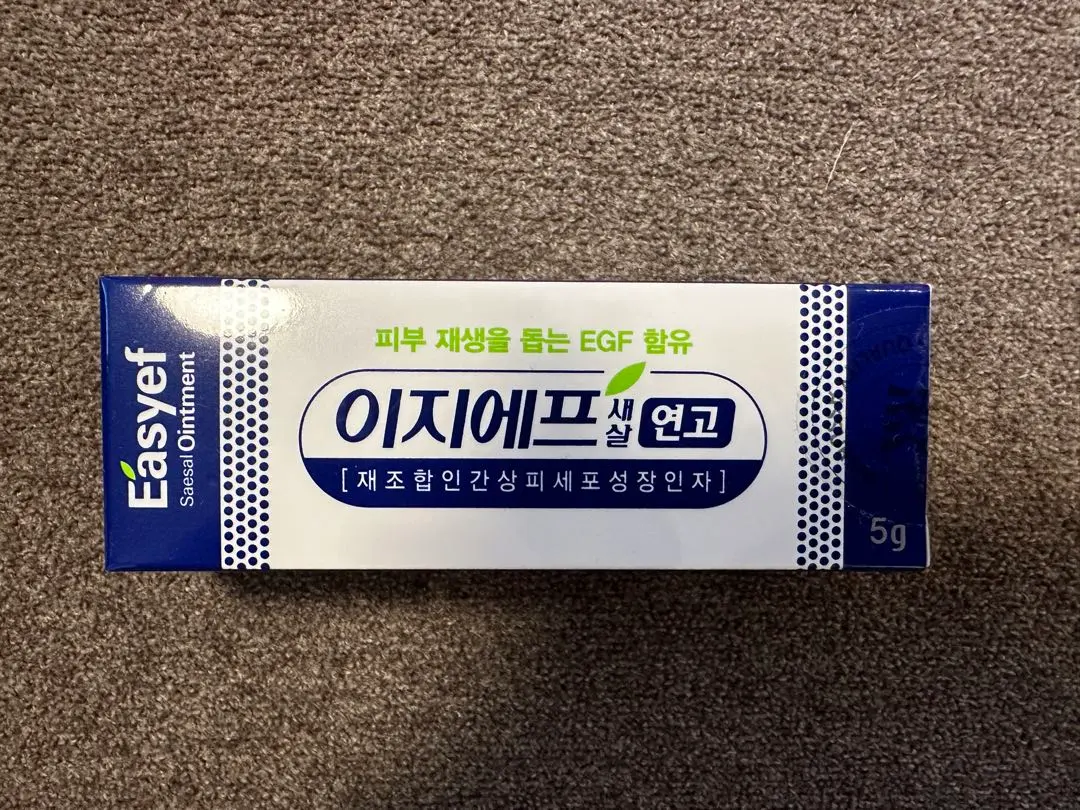 Easyef
Saesal Ointment
피부 재생을 돕는 EGF 함유
이지에프 새살 연고
[재조합인간상피세포성장인자]
5g